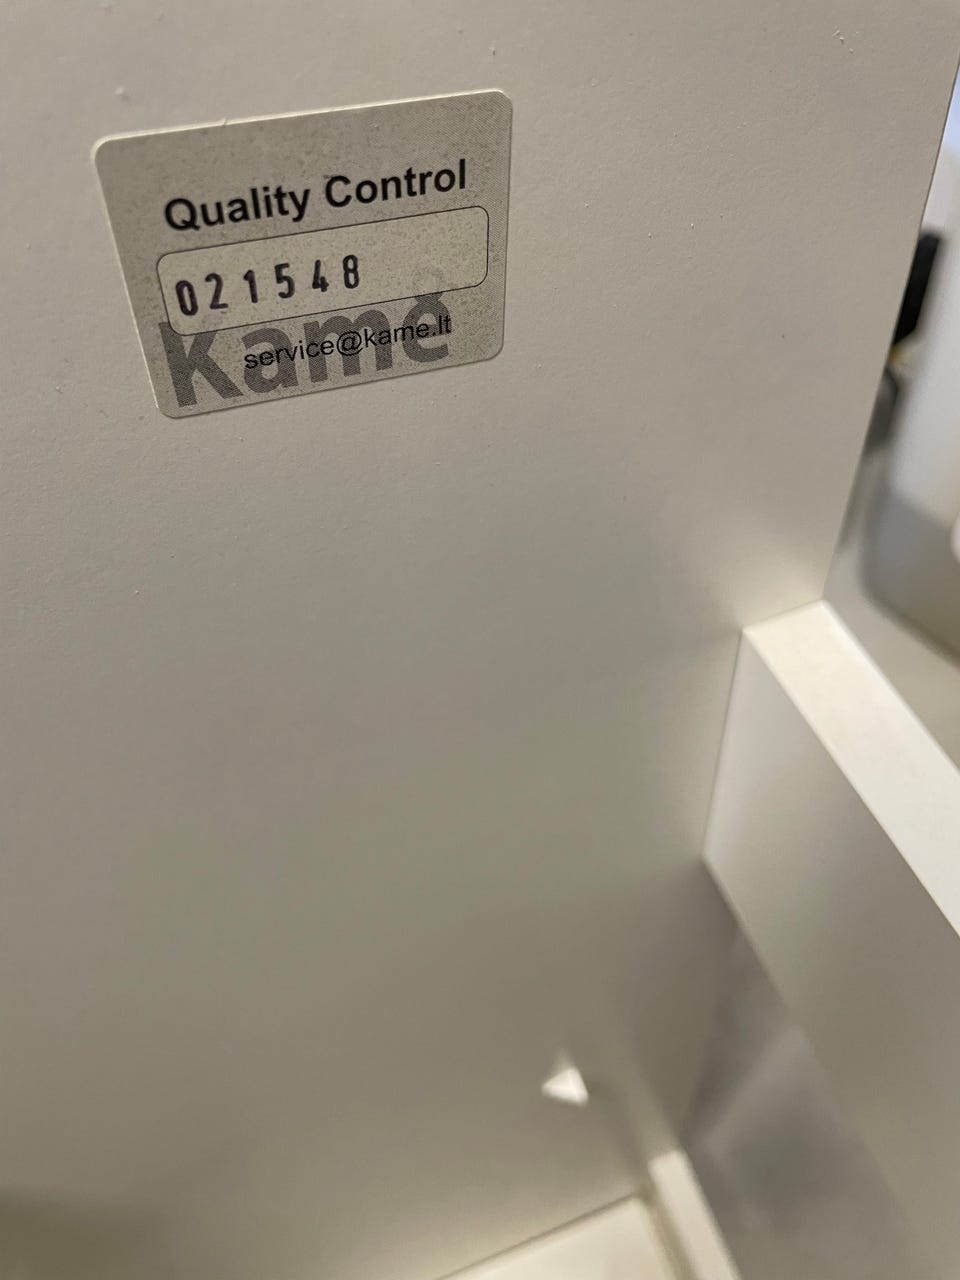 Quality Control
021548
kamė
service@kame.lt